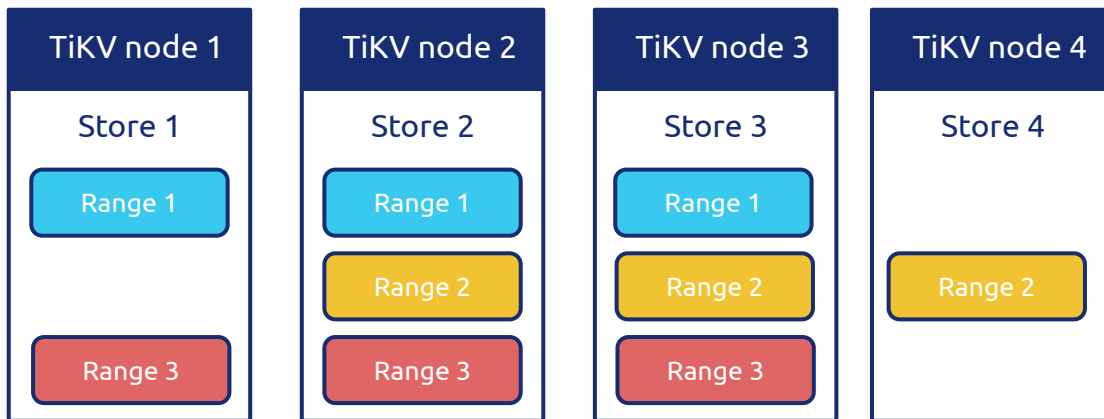 TiKV node 1
Store 1
Range 1
Range 3
TiKV node 2
Store 2
Range 1
Range 2
Range 3
TiKV node 3
Store 3
Range 1
Range 2
Range 3
TiKV node 4
Store 4
Range 2